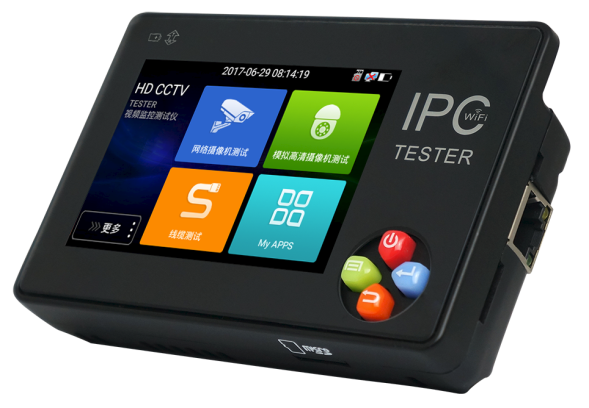 2017-06-29 08:14:19
HD CCTV
TESTER
视频监控测试仪
网络摄像机测试
模拟高清摄像机测试
线缆测试
My APPS
更多
IPC
WiFi
TESTER